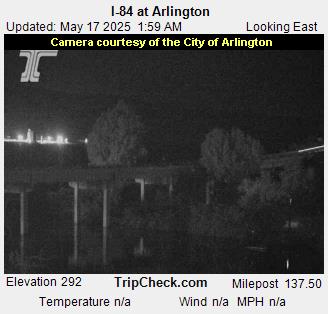 I-84 at Arlington
Updated: May 17 2025 1:59 AM Looking East
Camera courtesy of the City of Arlington
Elevation 292 TripCheck.com Milepost 137.50
Temperature n/a Wind n/a MPH n/a